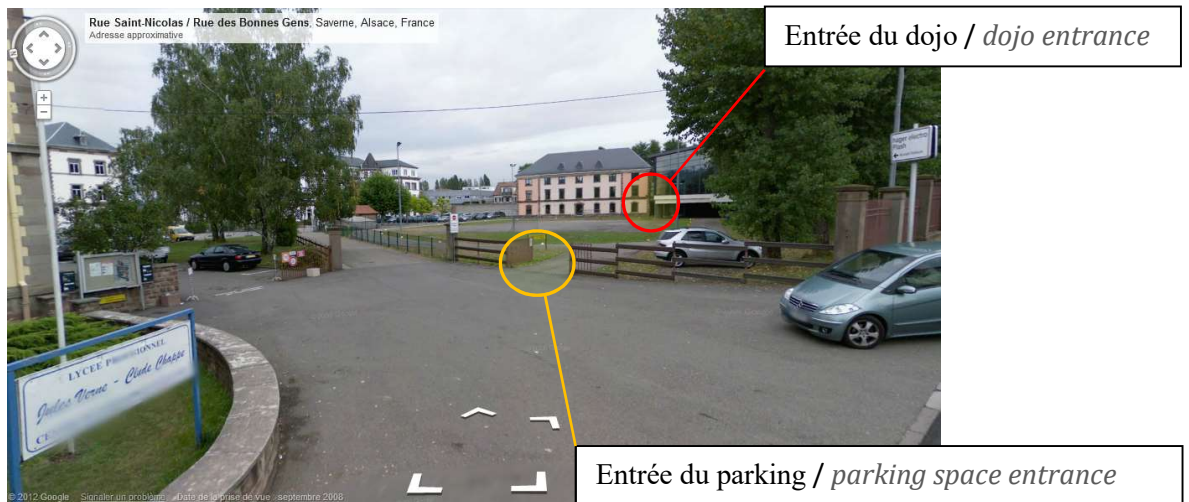 Rue Saint-Nicolas / Rue des Bonnes Gens, Saverne, Alsace, France
Adresse approximative
Entrée du dojo / dojo entrance
+
−
Plash
LYCEE
Jules Verne - Claude Chappe
Entrée du parking / parking space entrance
© 2012 Google Signaler un problème Date de la prise de vue : septembre 2008